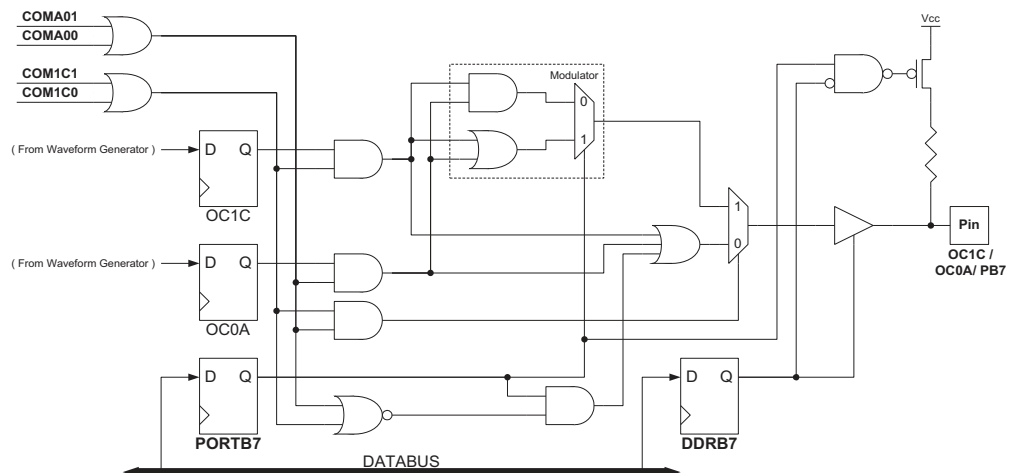 COMA01
COMA00
Vcc
COM1C1
COM1C0
Modulator
0
1
( From Waveform Generator )
D Q
OC1C
1
0
Pin
OC1C /
OC0A/ PB7
( From Waveform Generator )
D Q
OC0A
D Q
PORTB7
D Q
DDRB7
DATABUS